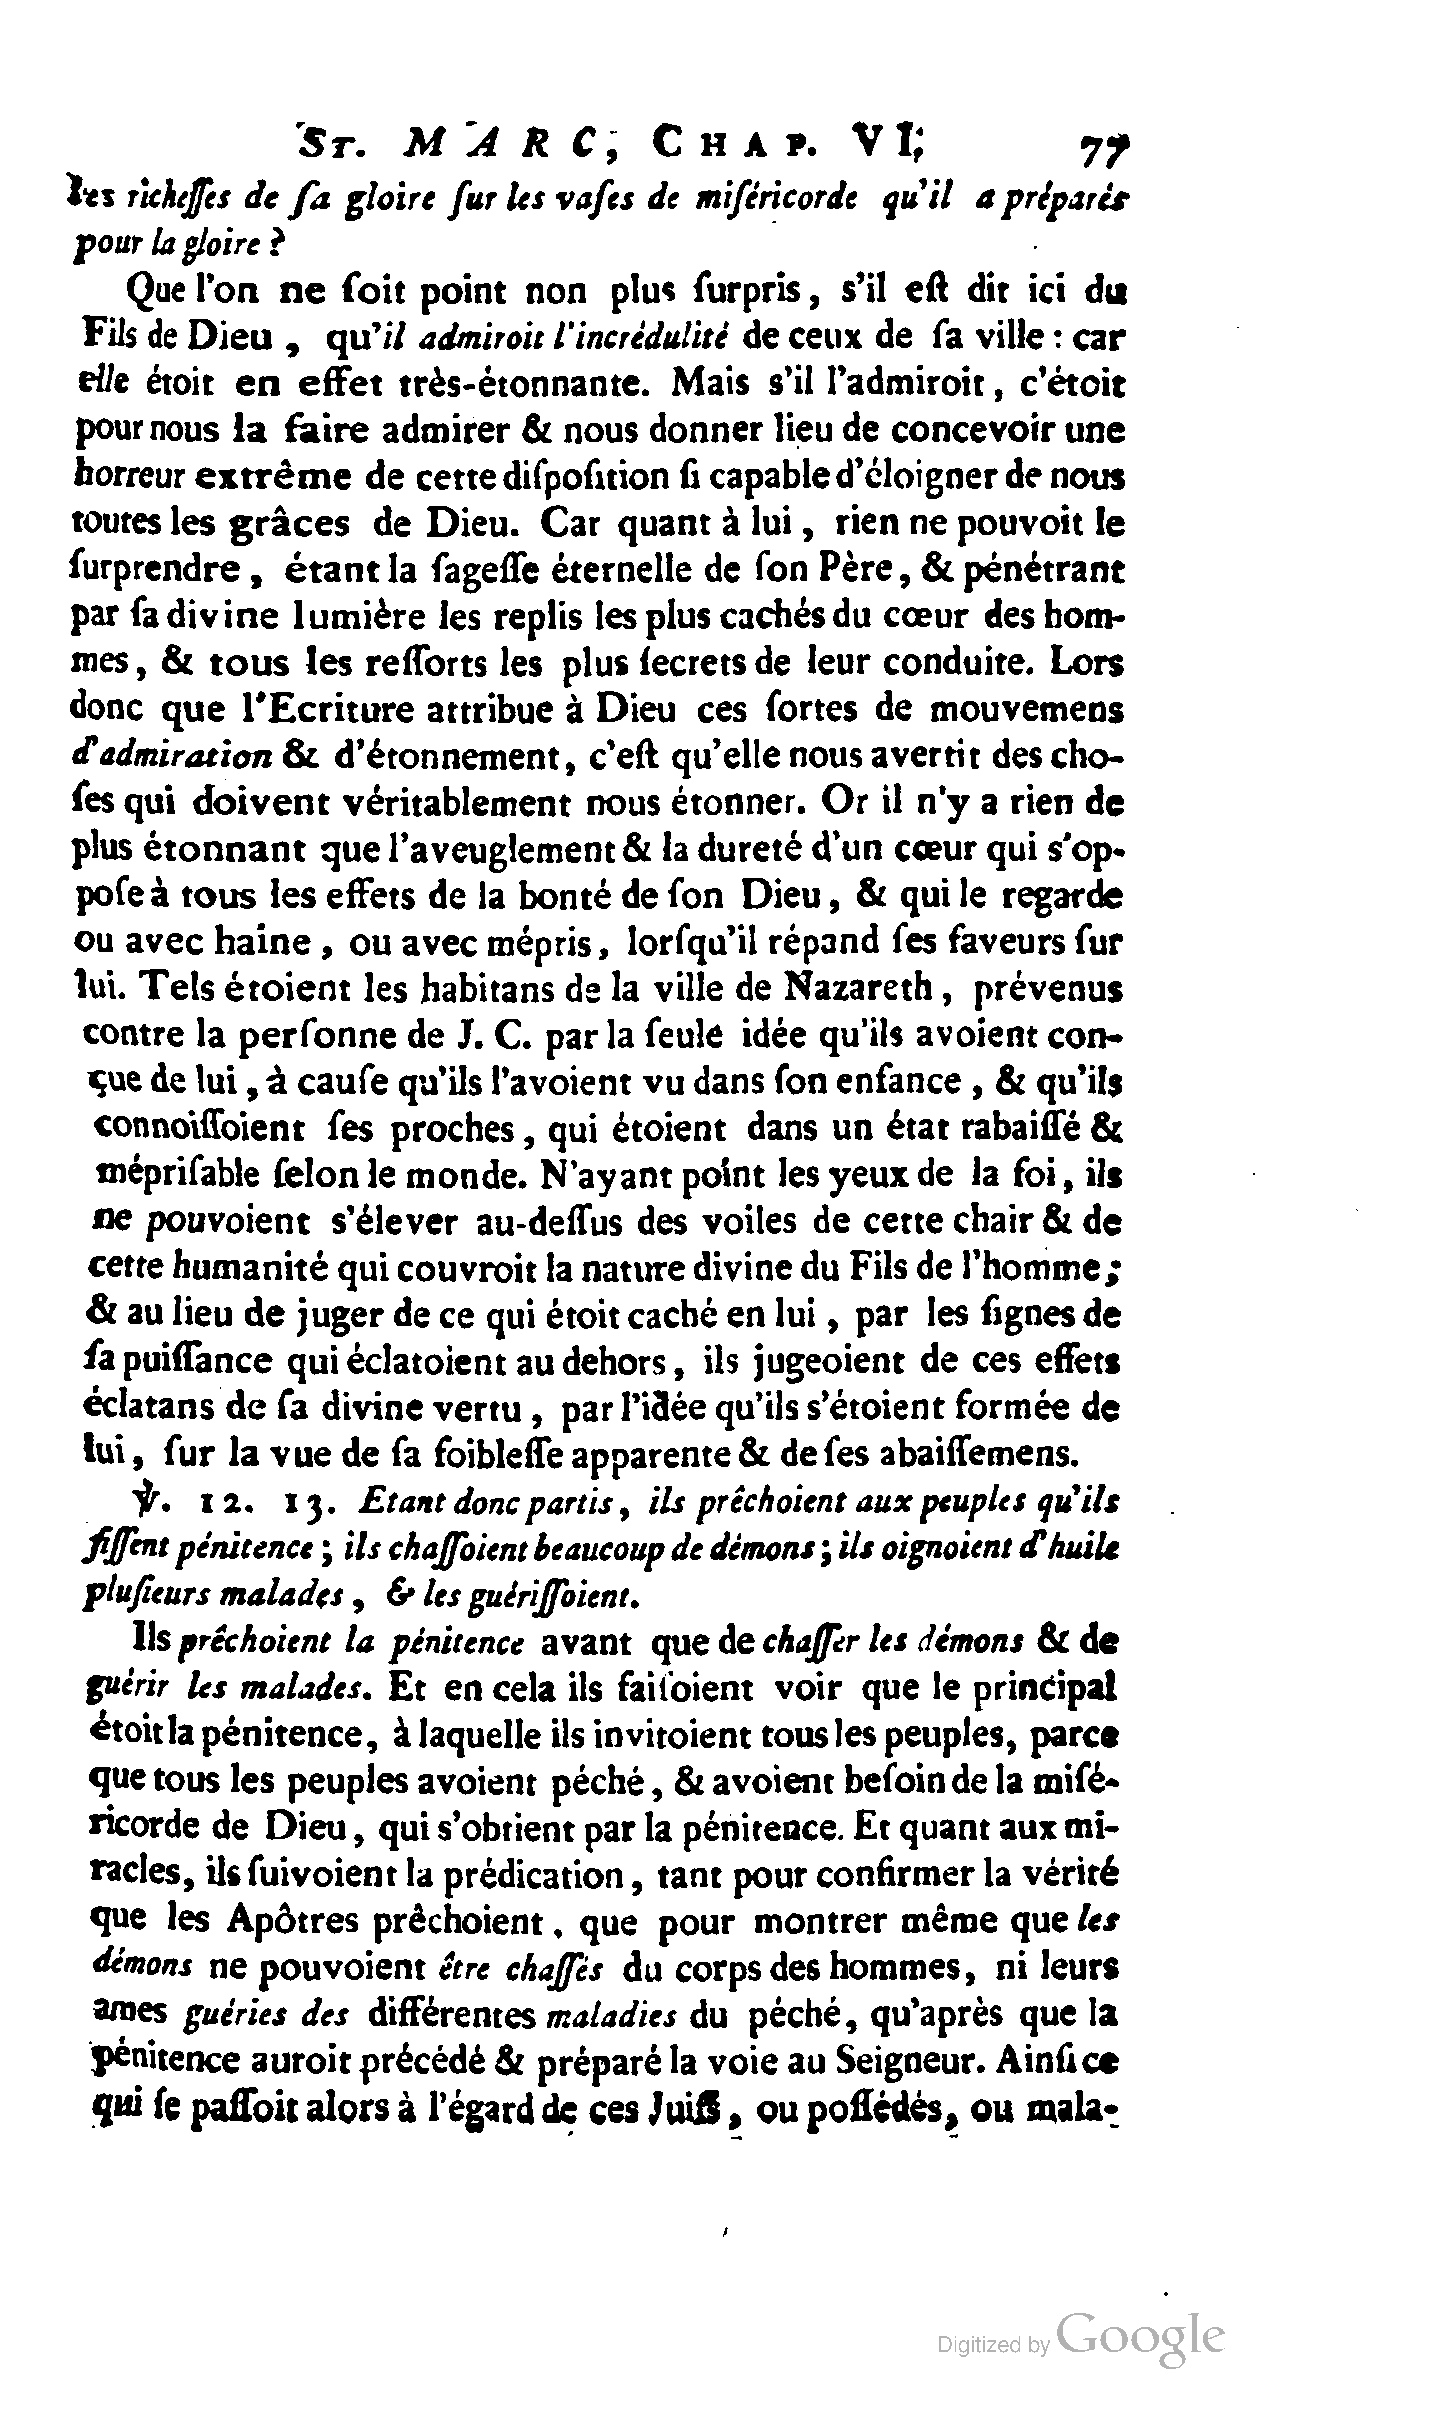 ST. MARC, CHAP. VI, 77
les richeſſes de ſa gloire ſur les vaſes de miſéricorde qu'il a préparés
pour la gloire ?
Que l'on ne ſoit point non plus ſurpris, s'il eſt dit ici du
Fils de Dieu, qu'il admiroit l'incrédulité de ceux de ſa ville : car
elle étoit en effet très-étonnante. Mais s'il l'admiroit, c'étoit
pour nous la faire admirer & nous donner lieu de concevoir une
horreur extrême de cette diſpoſition ſi capable d'éloigner de nous
toutes les grâces de Dieu. Car quant à lui, rien ne pouvoit le
ſurprendre, étant la ſageſſe éternelle de ſon Père, & pénétrant
par ſa divine lumière les replis les plus cachés du cœur des hom-
mes, & tous les reſſorts les plus ſecrets de leur conduite. Lors
donc que l'Ecriture attribue à Dieu ces ſortes de mouvemens
d'admiration & d'étonnement, c'eſt qu'elle nous avertit des cho-
ſes qui doivent véritablement nous étonner. Or il n'y a rien de
plus étonnant que l'aveuglement & la dureté d'un cœur qui s'op-
poſe à tous les effets de la bonté de ſon Dieu, & qui le regarde
ou avec haine, ou avec mépris, lorſqu'il répand ſes faveurs ſur
lui. Tels étoient les habitans de la ville de Nazareth, prévenus
contre la perſonne de J. C. par la ſeule idée qu'ils avoient con-
çue de lui, à cauſe qu'ils l'avoient vu dans ſon enfance, & qu'ils
connoiſſoient ſes proches, qui étoient dans un état rabaiſſé &
mépriſable ſelon le monde. N'ayant point les yeux de la foi, ils
ne pouvoient s'élever au-deſſus des voiles de cette chair & de
cette humanité qui couvroit la nature divine du Fils de l'homme;
& au lieu de juger de ce qui étoit caché en lui, par les ſignes de
ſa puiſſance qui éclatoient au dehors, ils jugeoient de ces effets
éclatans de ſa divine vertu, par l'idée qu'ils s'étoient formée de
lui, ſur la vue de ſa foibleſſe apparente & de ſes abaiſſemens.
℣. 12. 13. Etant donc partis, ils prêchoient aux peuples qu'ils
fiſſent pénitence ; ils chaſſoient beaucoup de démons ; ils oignoient d'huile
pluſieurs malades, & les guériſſoient.
Ils prêchoient la pénitence avant que de chaſſer les démons & de
guérir les malades. Et en cela ils faiſoient voir que le principal
étoit la pénitence, à laquelle ils invitoient tous les peuples, parce
que tous les peuples avoient péché, & avoient beſoin de la miſé-
ricorde de Dieu, qui s'obtient par la pénitence. Et quant aux mi-
racles, ils ſuivoient la prédication, tant pour confirmer la vérité
que les Apôtres prêchoient, que pour montrer même que les
démons ne pouvoient être chaſſés du corps des hommes, ni leurs
ames guéries des différentes maladies du péché, qu'après que la
pénitence auroit précédé & préparé la voie au Seigneur. Ainſi ce
qui ſe paſſoit alors à l'égard de ces Juifs, ou poſſédés, ou mala-
Digitized by Google